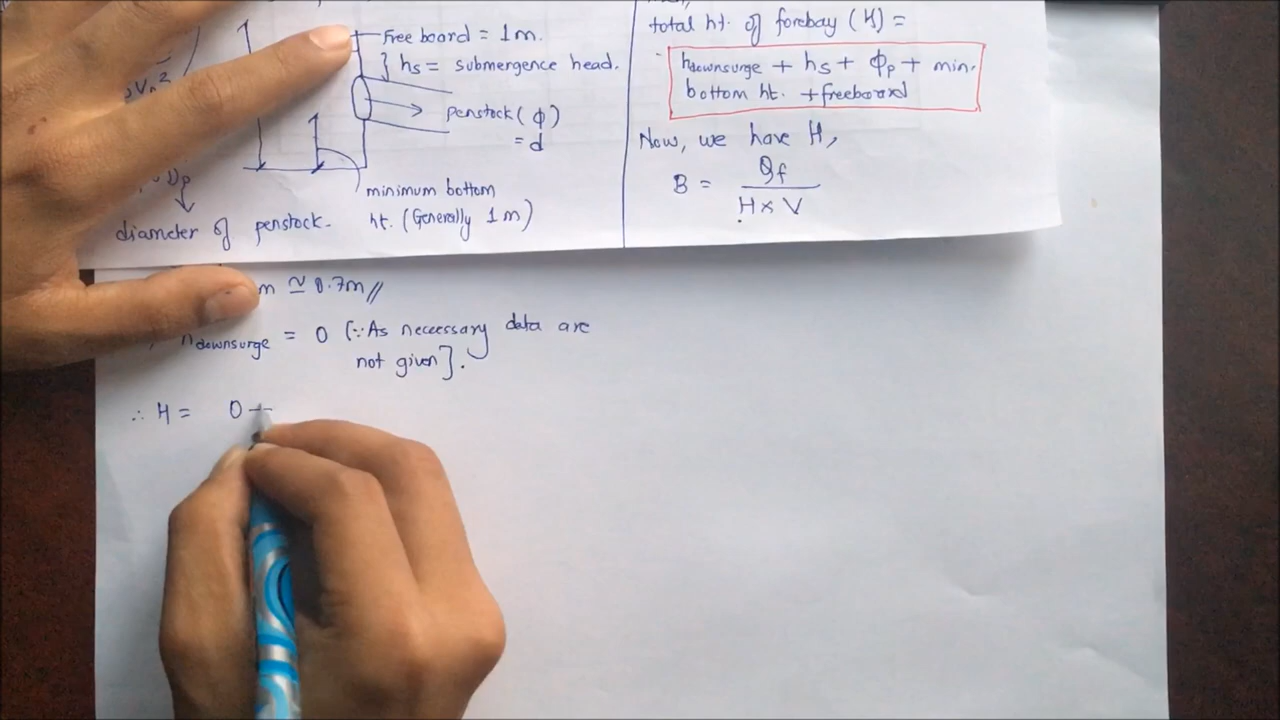 Free board = 1m.
hs = submergence head.
penstock (ϕ)
= d
minimum bottom
ht. (Generally 1m)
diameter of penstock.
total ht. of forebay (H) =
hdownsurge + hs + ϕp + min.
bottom ht. + freeboard
Now, we have H,
B = Qf / H × V
m ≃ 0.7m //
hdownsurge = 0 [∵ As necessary data are
not given].
∴ H = 0 +